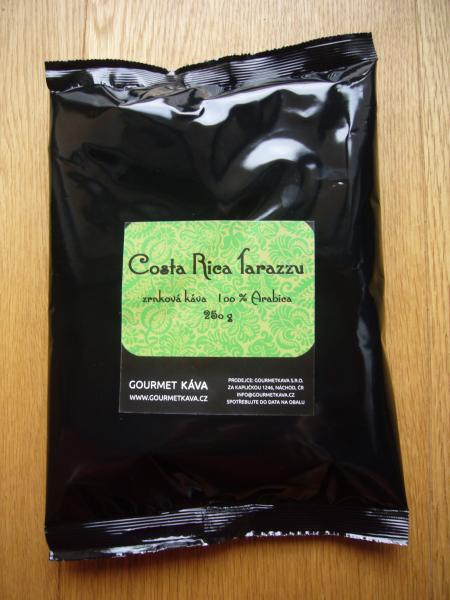 Costa Rica Tarazzu
zrnková káva 100 % Arabica
250 g
GOURMET KÁVA
WWW.GOURMETKAVA.CZ
PRODEJCE: GOURMETKAVA S.R.O.
ZA KAPLIČKOU 1246, NÁCHOD, ČR
INFO@GOURMETKAVA.CZ
SPOTŘEBUJTE DO DATA NA OBALU